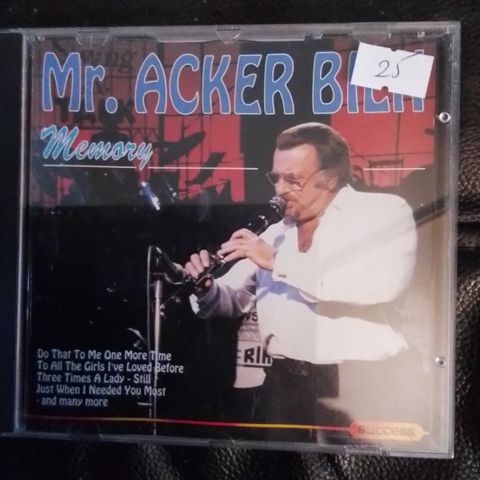 Mr. ACKER BILK
25
Memory
Do That To Me One More Time
To All The Girls I've Loved Before
Three Times A Lady - Still
Just When I Needed You Most
- and many more
success